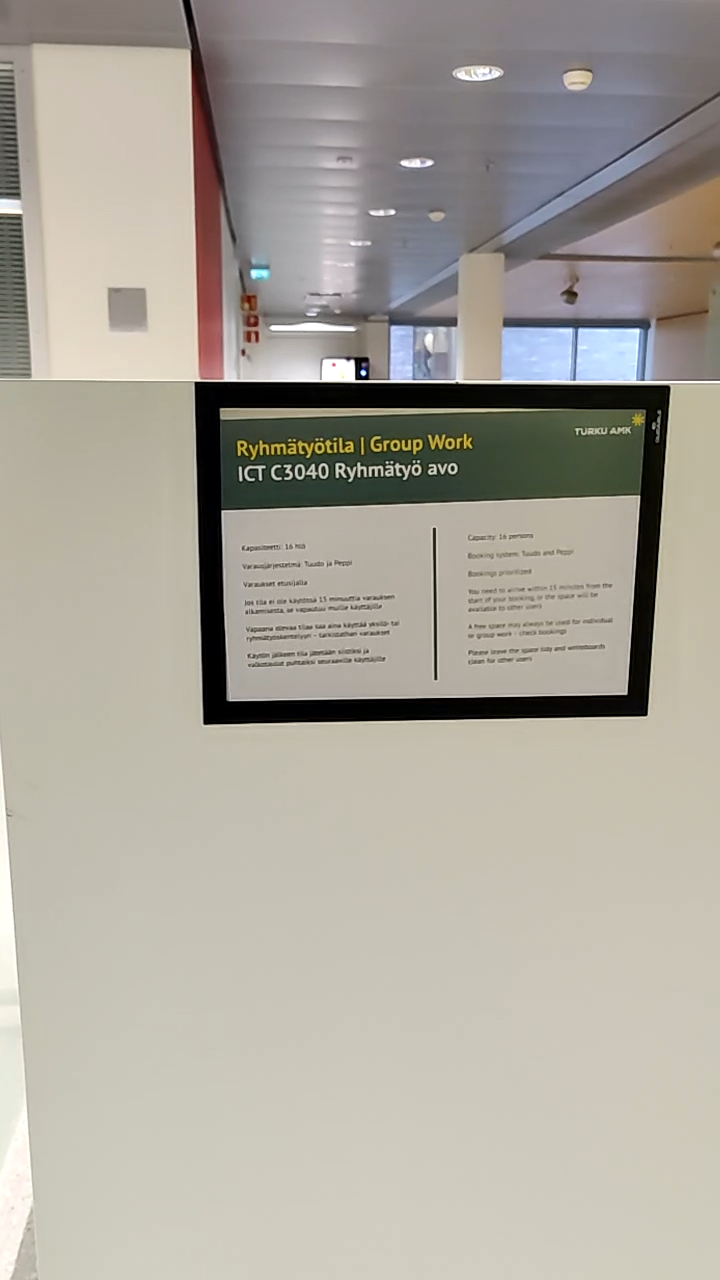 Ryhmätyötila | Group Work
ICT C3040 Ryhmätyö avo
TURKU AMK
Kapasiteetti: 16 hlö
Varausjärjestelmä: Tuudo ja Peppi
Varaukset etusijalla
Jos tila ei ole käytössä 15 minuuttia varauksen
alkamisesta, se vapautuu muille käyttäjille
Vapaana olevaa tilaa saa aina käyttää yksilö- tai
ryhmätyöskentelyyn - tarkistathan varaukset
Käytön jälkeen tila jätetään siistiksi ja
valkotaulut puhtaiksi seuraaville käyttäjille
Capacity: 16 persons
Booking system: Tuudo and Peppi
Bookings prioritized
You need to arrive within 15 minutes from the
start of your booking, or the space will be
available to other users
A free space may always be used for individual
or group work - check bookings
Please leave the space tidy and whiteboards
clean for other users